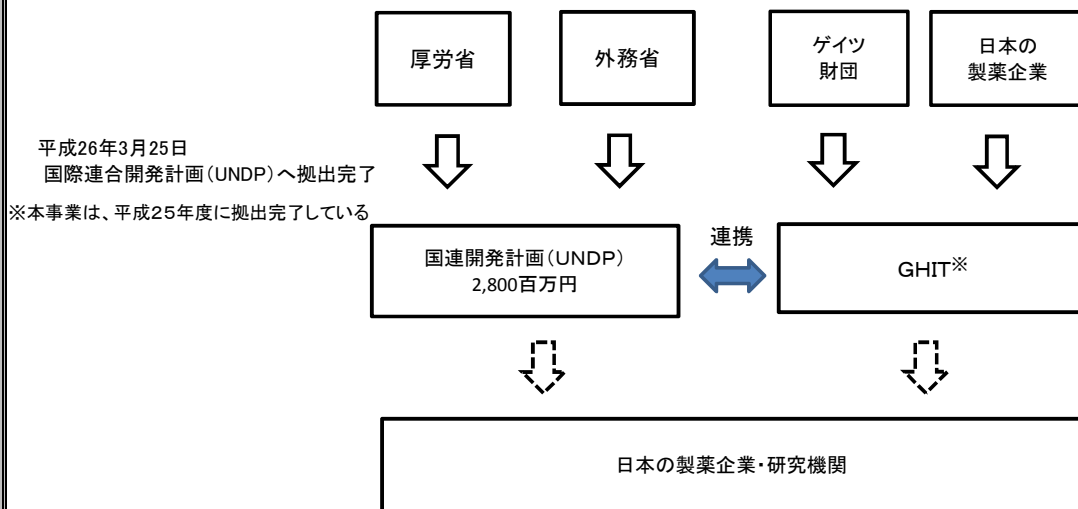 厚労省
外務省
ゲイツ
財団
日本の
製薬企業
平成26年3月25日
国際連合開発計画(UNDP)へ拠出完了
※本事業は、平成25年度に拠出完了している
国連開発計画(UNDP)
2,800百万円
連携
GHIT※
日本の製薬企業・研究機関